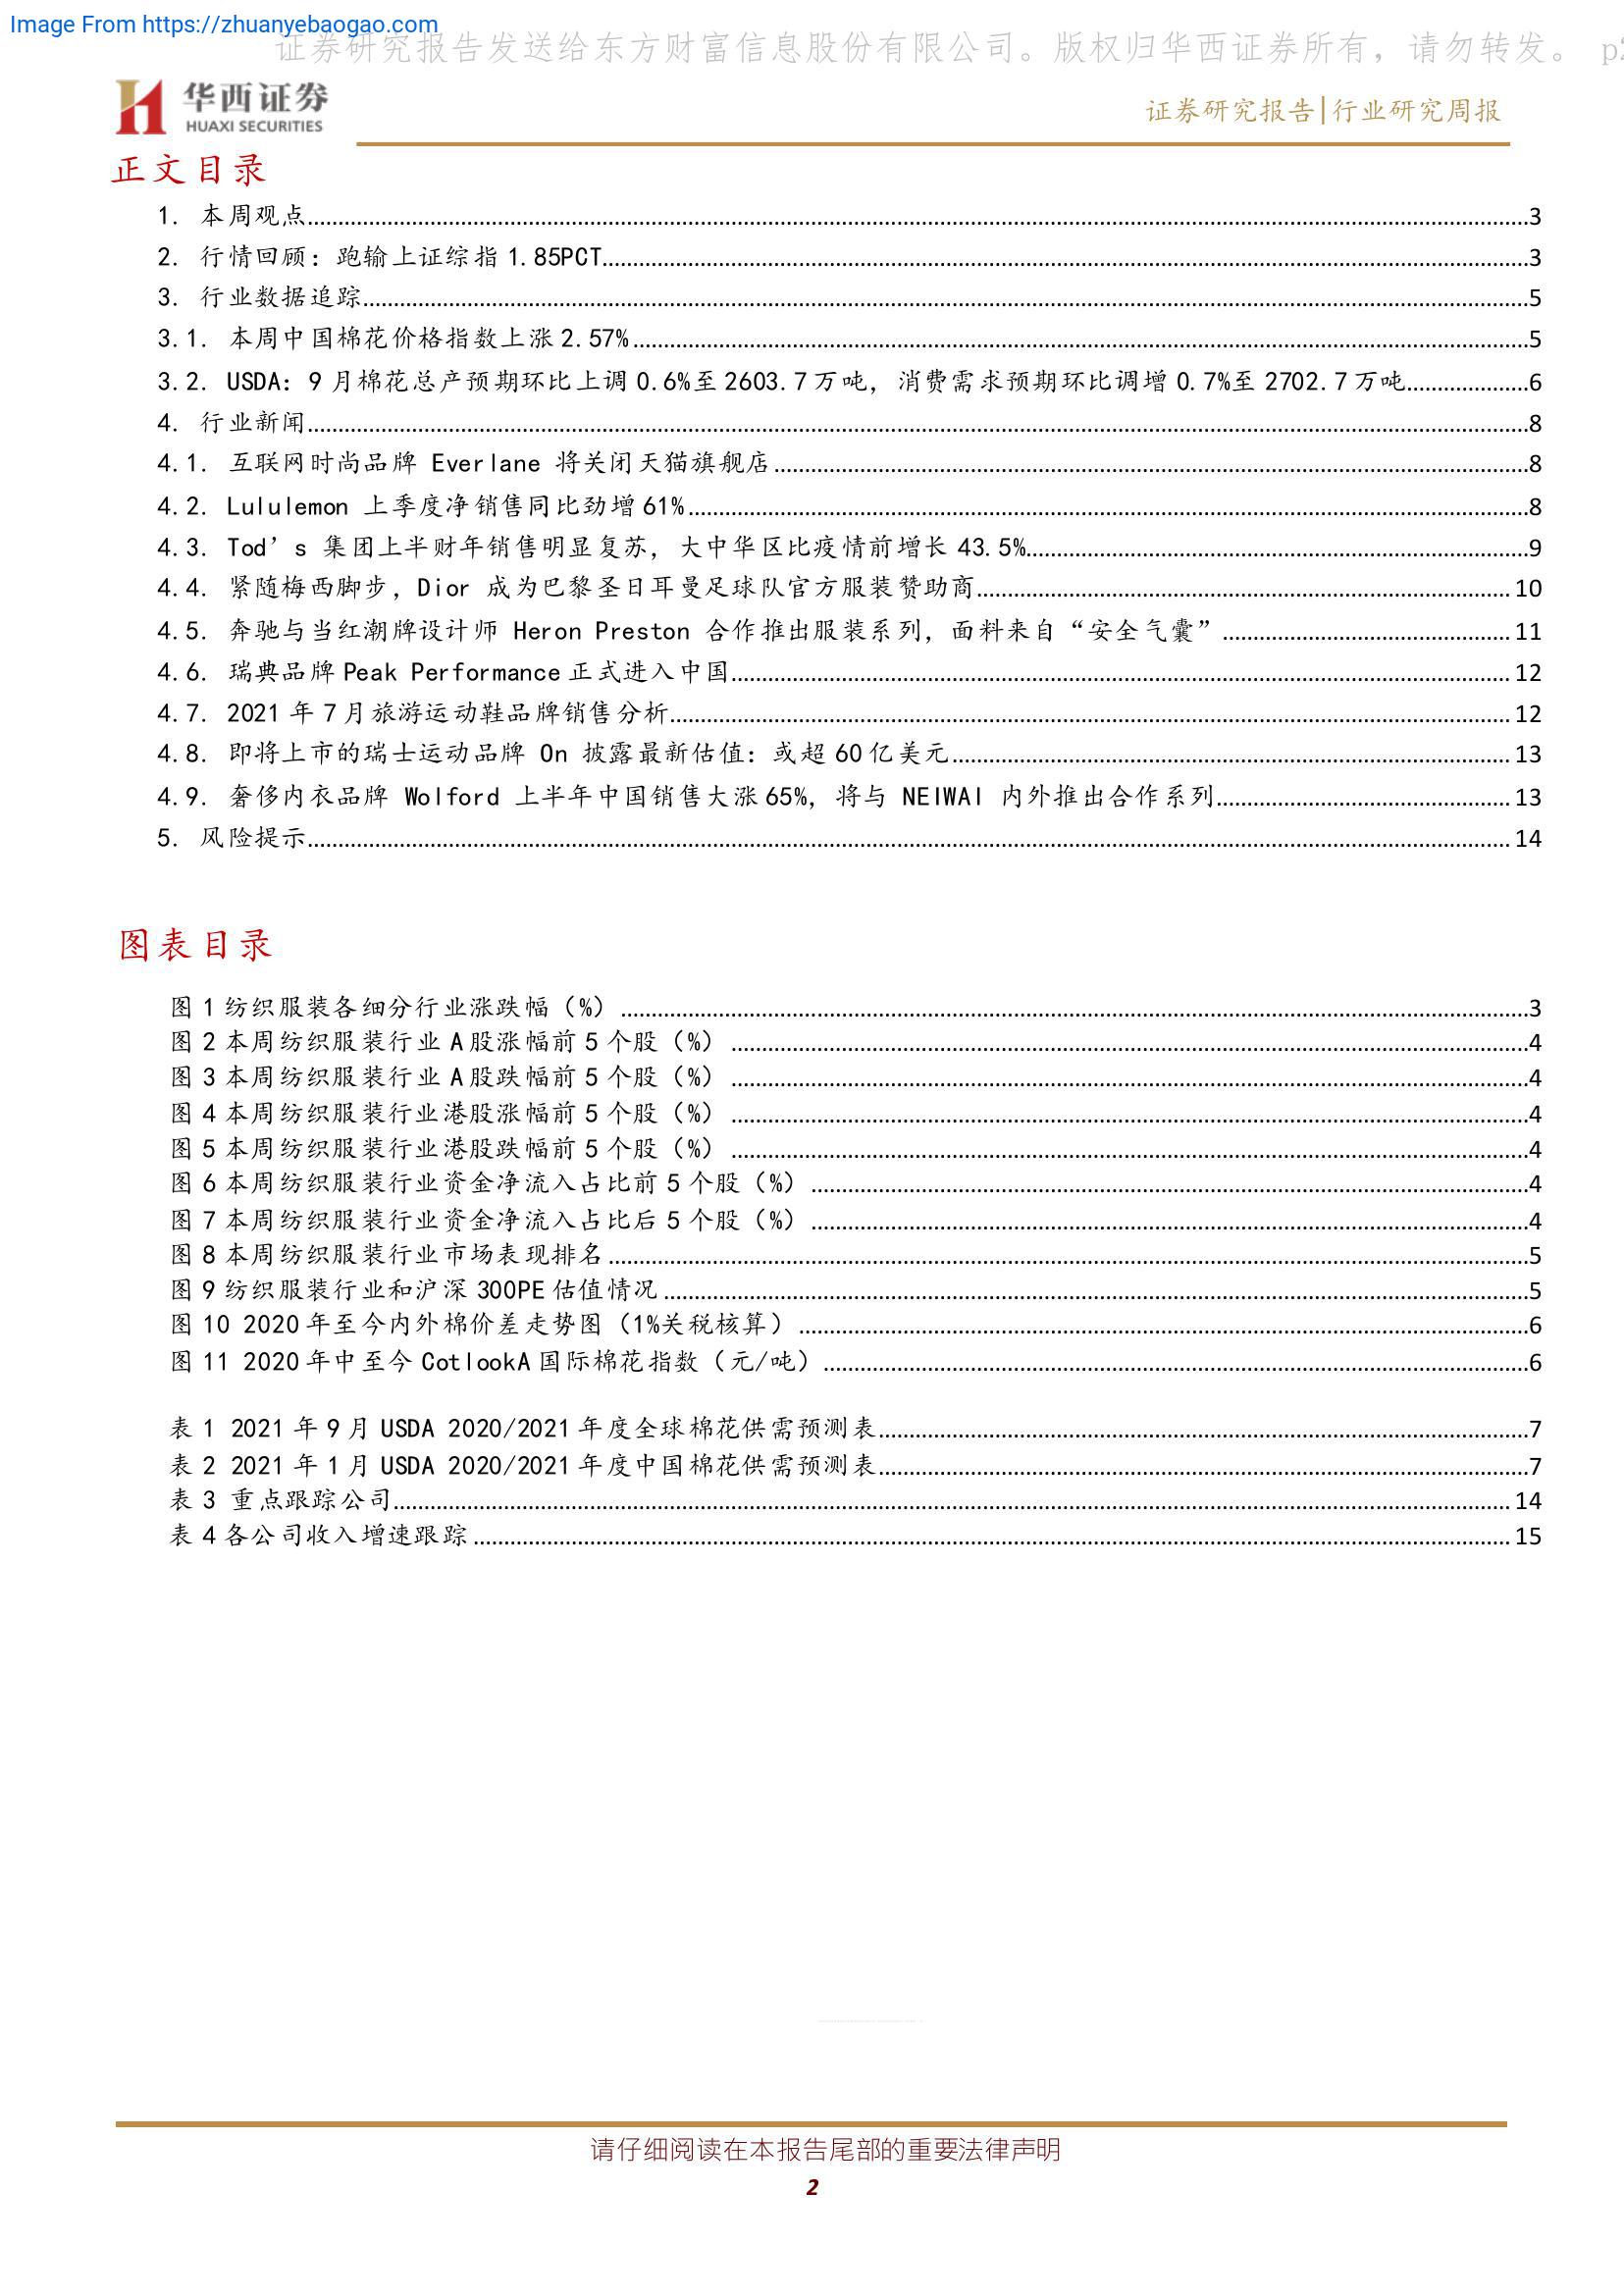 Image From https://zhuanyebaogao.com
证券研究报告发送给东方财富信息股份有限公司。版权归华西证券所有，请勿转发。 p2
华西证券
HUAXI SECURITIES
证券研究报告|行业研究周报
正文目录
1. 本周观点........3
2. 行情回顾：跑输上证综指 1.85PCT........3
3. 行业数据追踪........5
3.1. 本周中国棉花价格指数上涨 2.57%........5
3.2. USDA：9 月棉花总产预期环比上调 0.6%至 2603.7 万吨，消费需求预期环比调增 0.7%至 2702.7 万吨........6
4. 行业新闻........8
4.1. 互联网时尚品牌 Everlane 将关闭天猫旗舰店........8
4.2. Lululemon 上季度净销售同比劲增 61%........8
4.3. Tod’s 集团上半财年销售明显复苏，大中华区比疫情前增长 43.5%........9
4.4. 紧随梅西脚步，Dior 成为巴黎圣日耳曼足球队官方服装赞助商........10
4.5. 奔驰与当红潮牌设计师 Heron Preston 合作推出服装系列，面料来自“安全气囊”........11
4.6. 瑞典品牌 Peak Performance 正式进入中国........12
4.7. 2021 年 7 月旅游运动鞋品牌销售分析........12
4.8. 即将上市的瑞士运动品牌 On 披露最新估值：或超 60 亿美元........13
4.9. 奢侈内衣品牌 Wolford 上半年中国销售大涨 65%，将与 NEIWAI 内外推出合作系列........13
5. 风险提示........14
图表目录
图 1 纺织服装各细分行业涨跌幅（%）........3
图 2 本周纺织服装行业 A 股涨幅前 5 个股（%）........4
图 3 本周纺织服装行业 A 股跌幅前 5 个股（%）........4
图 4 本周纺织服装行业港股涨幅前 5 个股（%）........4
图 5 本周纺织服装行业港股跌幅前 5 个股（%）........4
图 6 本周纺织服装行业资金净流入占比前 5 个股（%）........4
图 7 本周纺织服装行业资金净流入占比后 5 个股（%）........4
图 8 本周纺织服装行业市场表现排名........5
图 9 纺织服装行业和沪深 300PE 估值情况........5
图 10 2020 年至今内外棉价差走势图（1%关税核算）........6
图 11 2020 年中至今 CotlookA 国际棉花指数（元/吨）........6
表 1 2021 年 9 月 USDA 2020/2021 年度全球棉花供需预测表........7
表 2 2021 年 1 月 USDA 2020/2021 年度中国棉花供需预测表........7
表 3 重点跟踪公司........14
表 4 各公司收入增速跟踪........15
请仔细阅读在本报告尾部的重要法律声明
2